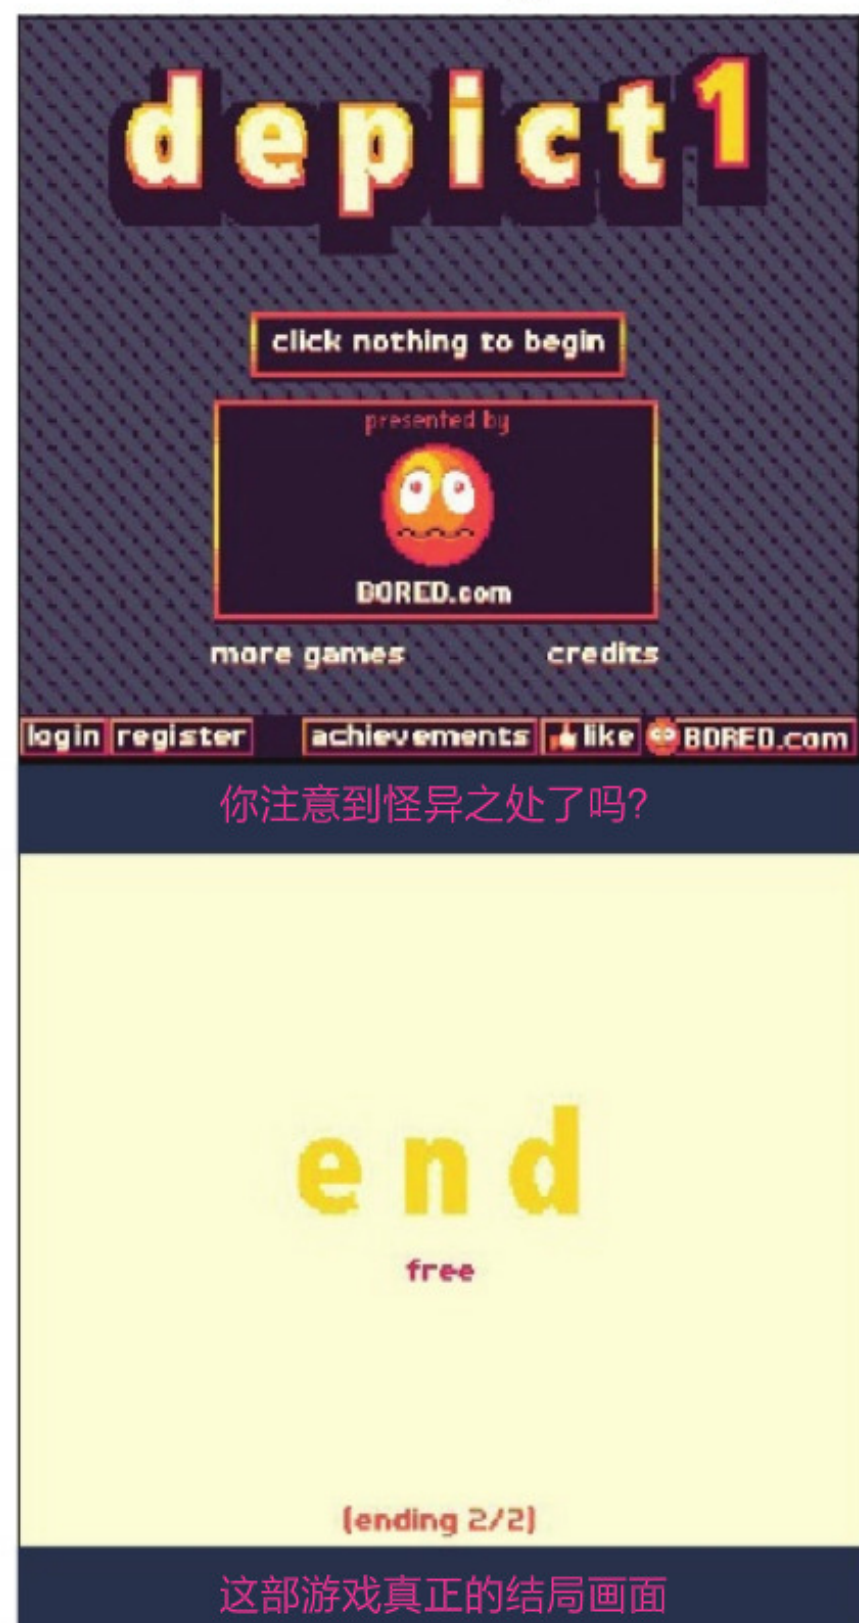 depict1
click nothing to begin
presented by
BORED.com
more games credits
login register achievements like BORED.com
你注意到怪异之处了吗?
end
free
(ending 2/2)
这部游戏真正的结局画面